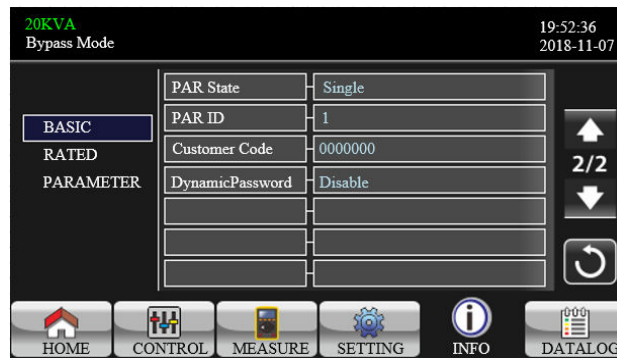 20KVA
Bypass Mode
19:52:36
2018-11-07
BASIC
RATED
PARAMETER
PAR State Single
PAR ID 1
Customer Code 0000000
DynamicPassword Disable
2/2
HOME CONTROL MEASURE SETTING INFO DATALOG